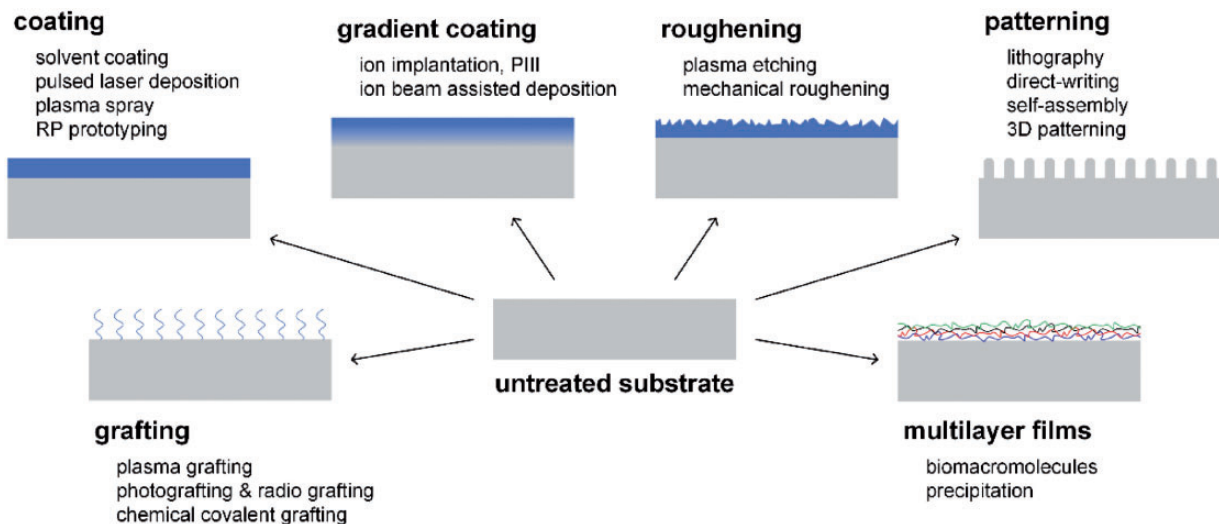 coating
solvent coating
pulsed laser deposition
plasma spray
RP prototyping
gradient coating
ion implantation, PIII
ion beam assisted deposition
roughening
plasma etching
mechanical roughening
patterning
lithography
direct-writing
self-assembly
3D patterning
untreated substrate
grafting
plasma grafting
photografting & radio grafting
chemical covalent grafting
multilayer films
biomacromolecules
precipitation